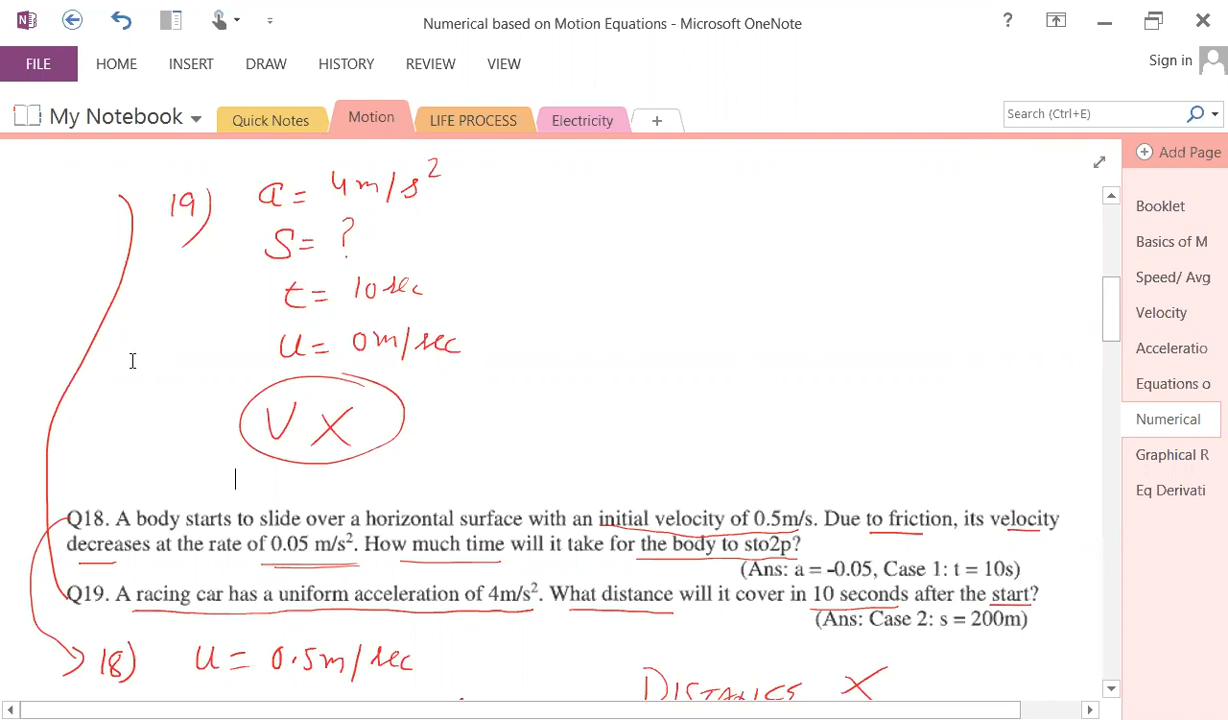 Numerical based on Motion Equations - Microsoft OneNote
?
FILE HOME INSERT DRAW HISTORY REVIEW VIEW
Sign in
My Notebook
Quick Notes
Motion
LIFE PROCESS
Electricity
+
Search (Ctrl+E)
Add Page
Booklet
Basics of M
Speed/ Avg
Velocity
Acceleratio
Equations o
Numerical
Graphical R
Eq Derivati
19) a = 4m/s²
S = ?
t = 10sec
u = 0m/sec
V X
Q18. A body starts to slide over a horizontal surface with an initial velocity of 0.5m/s. Due to friction, its velocity
decreases at the rate of 0.05 m/s². How much time will it take for the body to sto2p?
(Ans: a = -0.05, Case 1: t = 10s)
Q19. A racing car has a uniform acceleration of 4m/s². What distance will it cover in 10 seconds after the start?
(Ans: Case 2: s = 200m)
18) u = 0.5m/sec
DISTANCE X